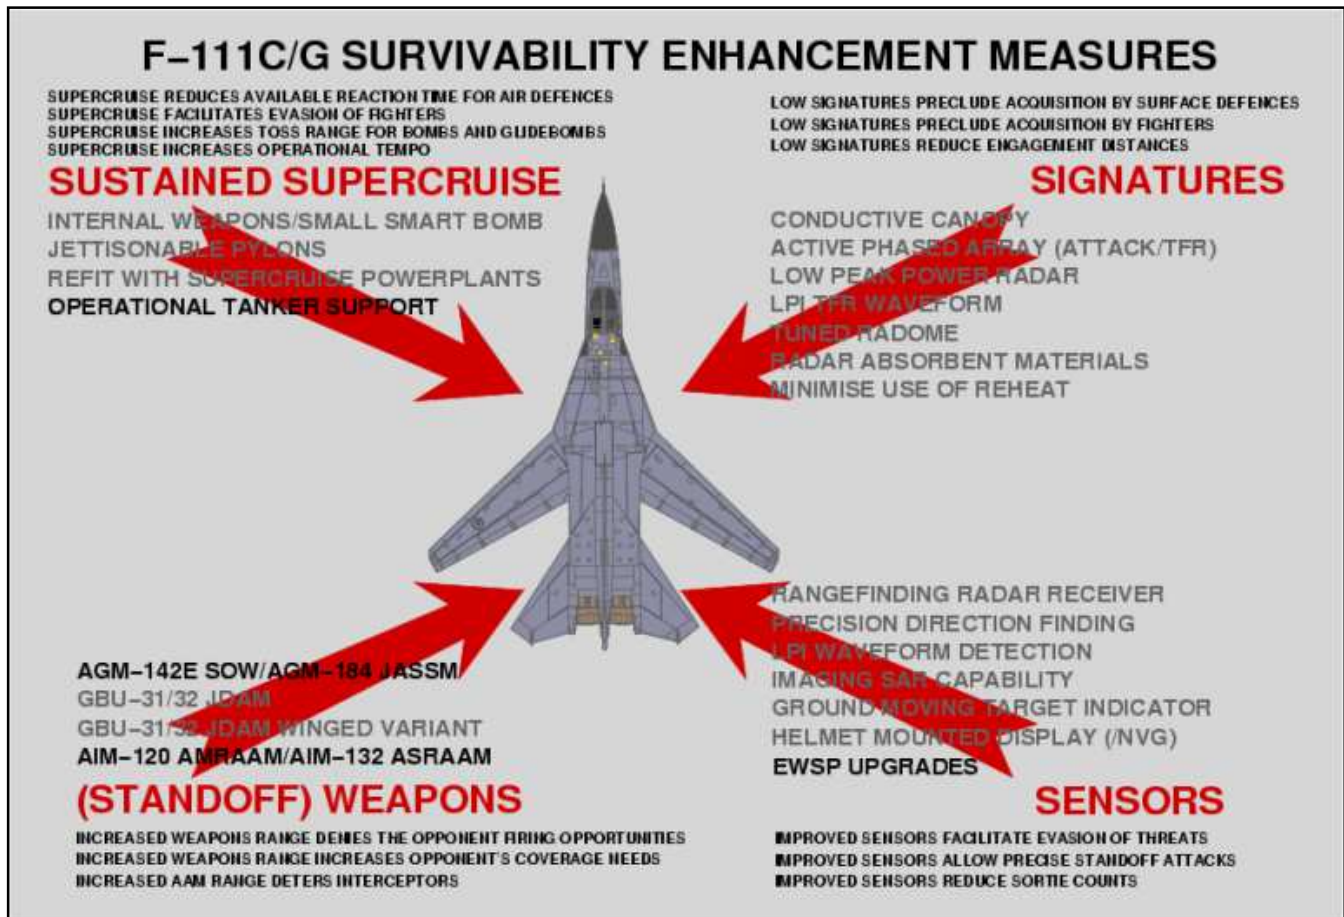 F-111C/G SURVIVABILITY ENHANCEMENT MEASURES
SUPERCRUISE REDUCES AVAILABLE REACTION TIME FOR AIR DEFENCES
SUPERCRUISE FACILITATES EVASION OF FIGHTERS
SUPERCRUISE INCREASES TOSS RANGE FOR BOMBS AND GLIDEBOMBS
SUPERCRUISE INCREASES OPERATIONAL TEMPO
SUSTAINED SUPERCRUISE
INTERNAL WEAPONS/SMALL SMART BOMB
JETTISONABLE PYLONS
REFIT WITH SUPERCRUISE POWERPLANTS
OPERATIONAL TANKER SUPPORT
LOW SIGNATURES PRECLUDE ACQUISITION BY SURFACE DEFENCES
LOW SIGNATURES PRECLUDE ACQUISITION BY FIGHTERS
LOW SIGNATURES REDUCE ENGAGEMENT DISTANCES
SIGNATURES
CONDUCTIVE CANOPY
ACTIVE PHASED ARRAY (ATTACK/TFR)
LOW PEAK POWER RADAR
LPI TFR WAVEFORM
TUNED RADOME
RADAR ABSORBENT MATERIALS
MINIMISE USE OF REHEAT
AGM-142E SOW/AGM-184 JASSM
GBU-31/32 JDAM
GBU-31/32 JDAM WINGED VARIANT
AIM-120 AMRAAM/AIM-132 ASRAAM
(STANDOFF) WEAPONS
INCREASED WEAPONS RANGE DENIES THE OPPONENT FIRING OPPORTUNITIES
INCREASED WEAPONS RANGE INCREASES OPPONENT'S COVERAGE NEEDS
INCREASED AAM RANGE DETERS INTERCEPTORS
RANGEFINDING RADAR RECEIVER
PRECISION DIRECTION FINDING
LPI WAVEFORM DETECTION
IMAGING SAR CAPABILITY
GROUND MOVING TARGET INDICATOR
HELMET MOUNTED DISPLAY (/NVG)
EWSP UPGRADES
SENSORS
IMPROVED SENSORS FACILITATE EVASION OF THREATS
IMPROVED SENSORS ALLOW PRECISE STANDOFF ATTACKS
IMPROVED SENSORS REDUCE SORTIE COUNTS